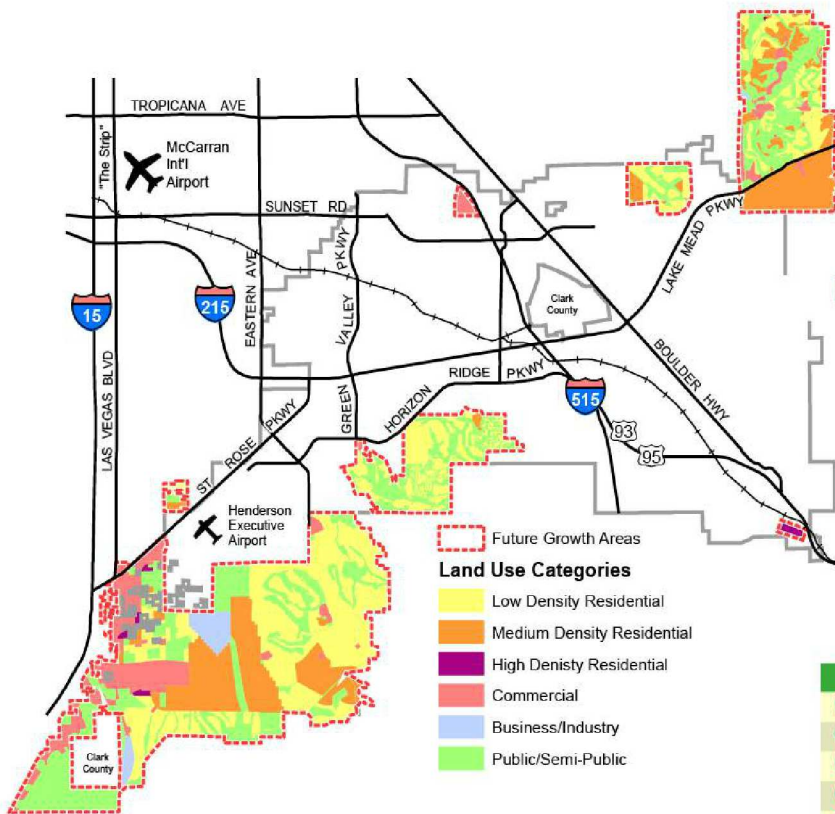 TROPICANA AVE
"The Strip"
McCarran
Int'l
Airport
SUNSET RD
LAKE MEAD PKWY
EASTERN AVE
GREEN VALLEY PKWY
Clark
County
15
215
LAS VEGAS BLVD
HORIZON RIDGE PKWY
BOULDER HWY
515
93
95
ST. ROSE PKWY
Henderson
Executive
Airport
Future Growth Areas
Land Use Categories
Low Density Residential
Medium Density Residential
High Denisty Residential
Commercial
Business/Industry
Public/Semi-Public
Clark
County